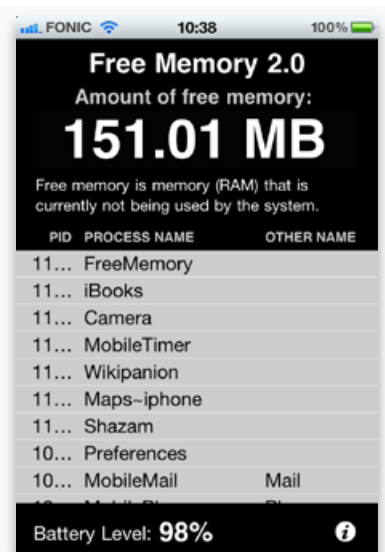 FONIC 10:38 100%
Free Memory 2.0
Amount of free memory:
151.01 MB
Free memory is memory (RAM) that is
currently not being used by the system.
PID PROCESS NAME OTHER NAME
11... FreeMemory
11... iBooks
11... Camera
11... MobileTimer
11... Wikipanion
11... Maps~iphone
11... Shazam
10... Preferences
10... MobileMail Mail
Battery Level: 98% i